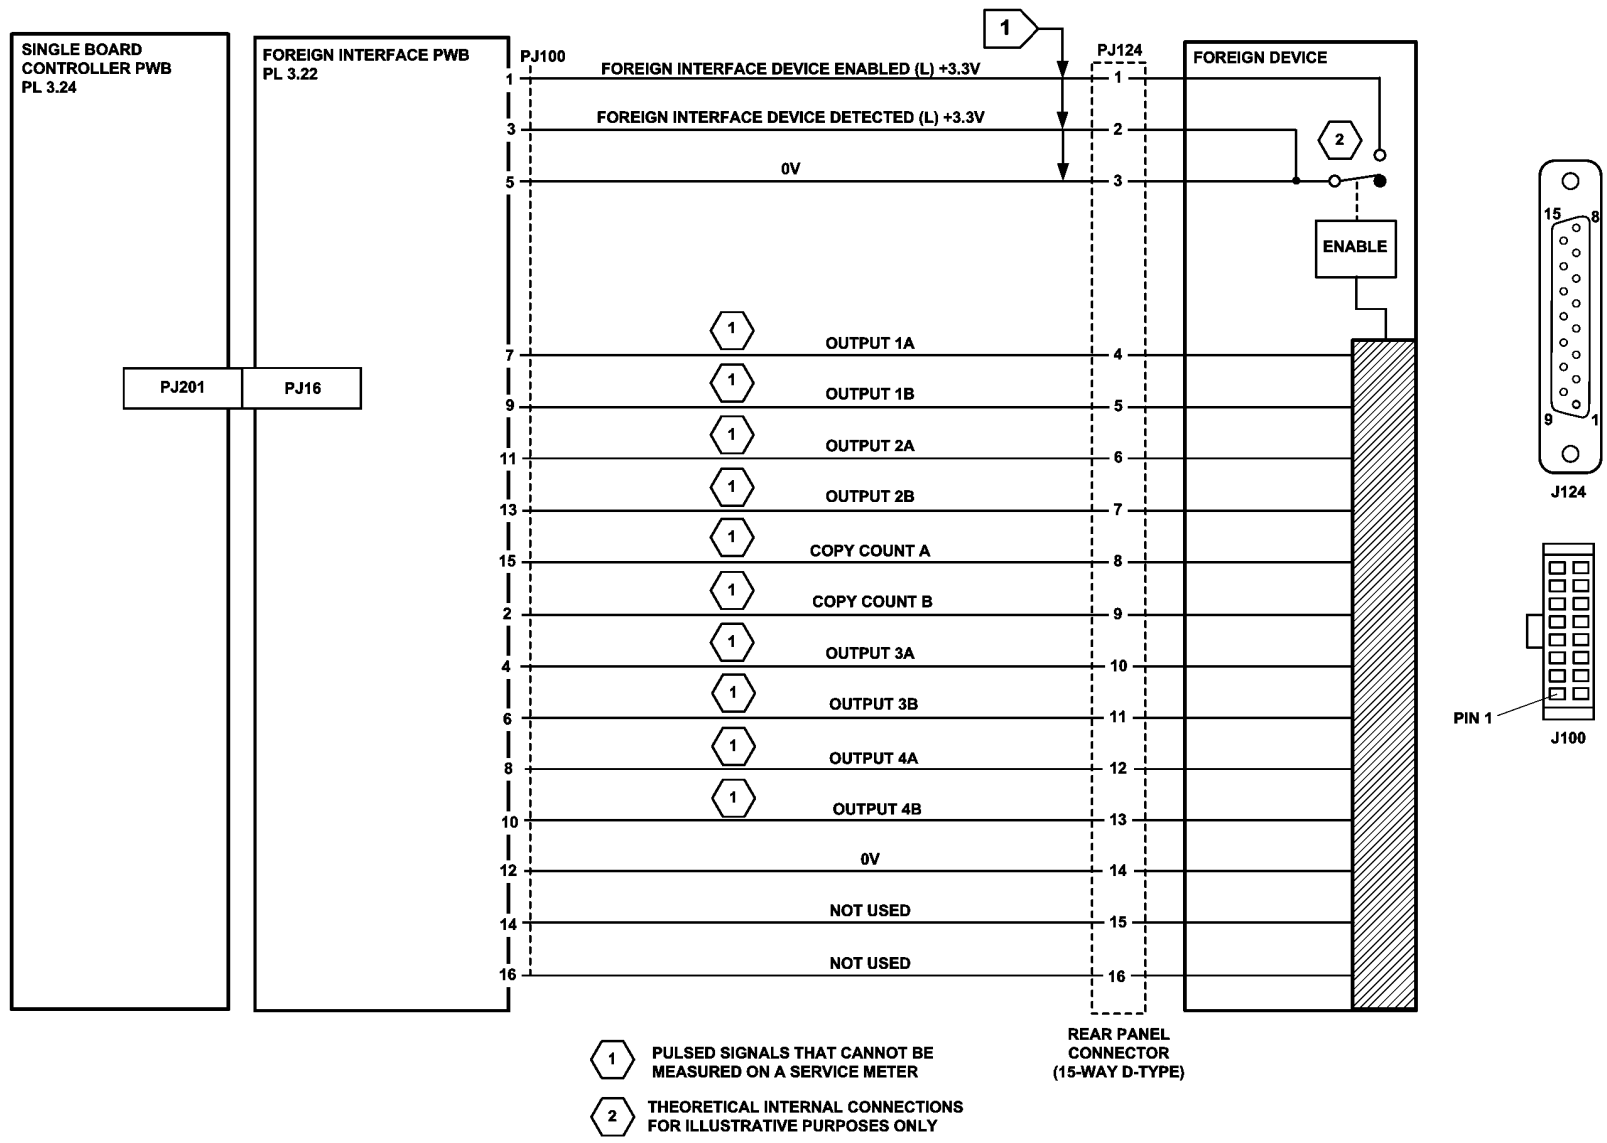 SINGLE BOARD
CONTROLLER PWB
PL 3.24
FOREIGN INTERFACE PWB
PL 3.22
PJ201
PJ16
PJ100
1
PJ124
FOREIGN DEVICE
1 FOREIGN INTERFACE DEVICE ENABLED (L) +3.3V 1
3 FOREIGN INTERFACE DEVICE DETECTED (L) +3.3V 2
2
5 0V 3
ENABLE
1
7 OUTPUT 1A 4
1
9 OUTPUT 1B 5
1
11 OUTPUT 2A 6
1
13 OUTPUT 2B 7
1
15 COPY COUNT A 8
1
2 COPY COUNT B 9
1
4 OUTPUT 3A 10
1
6 OUTPUT 3B 11
1
8 OUTPUT 4A 12
1
10 OUTPUT 4B 13
12 0V 14
14 NOT USED 15
16 NOT USED 16
REAR PANEL
CONNECTOR
(15-WAY D-TYPE)
15 8
9 1
J124
PIN 1
J100
1 PULSED SIGNALS THAT CANNOT BE
MEASURED ON A SERVICE METER
2 THEORETICAL INTERNAL CONNECTIONS
FOR ILLUSTRATIVE PURPOSES ONLY